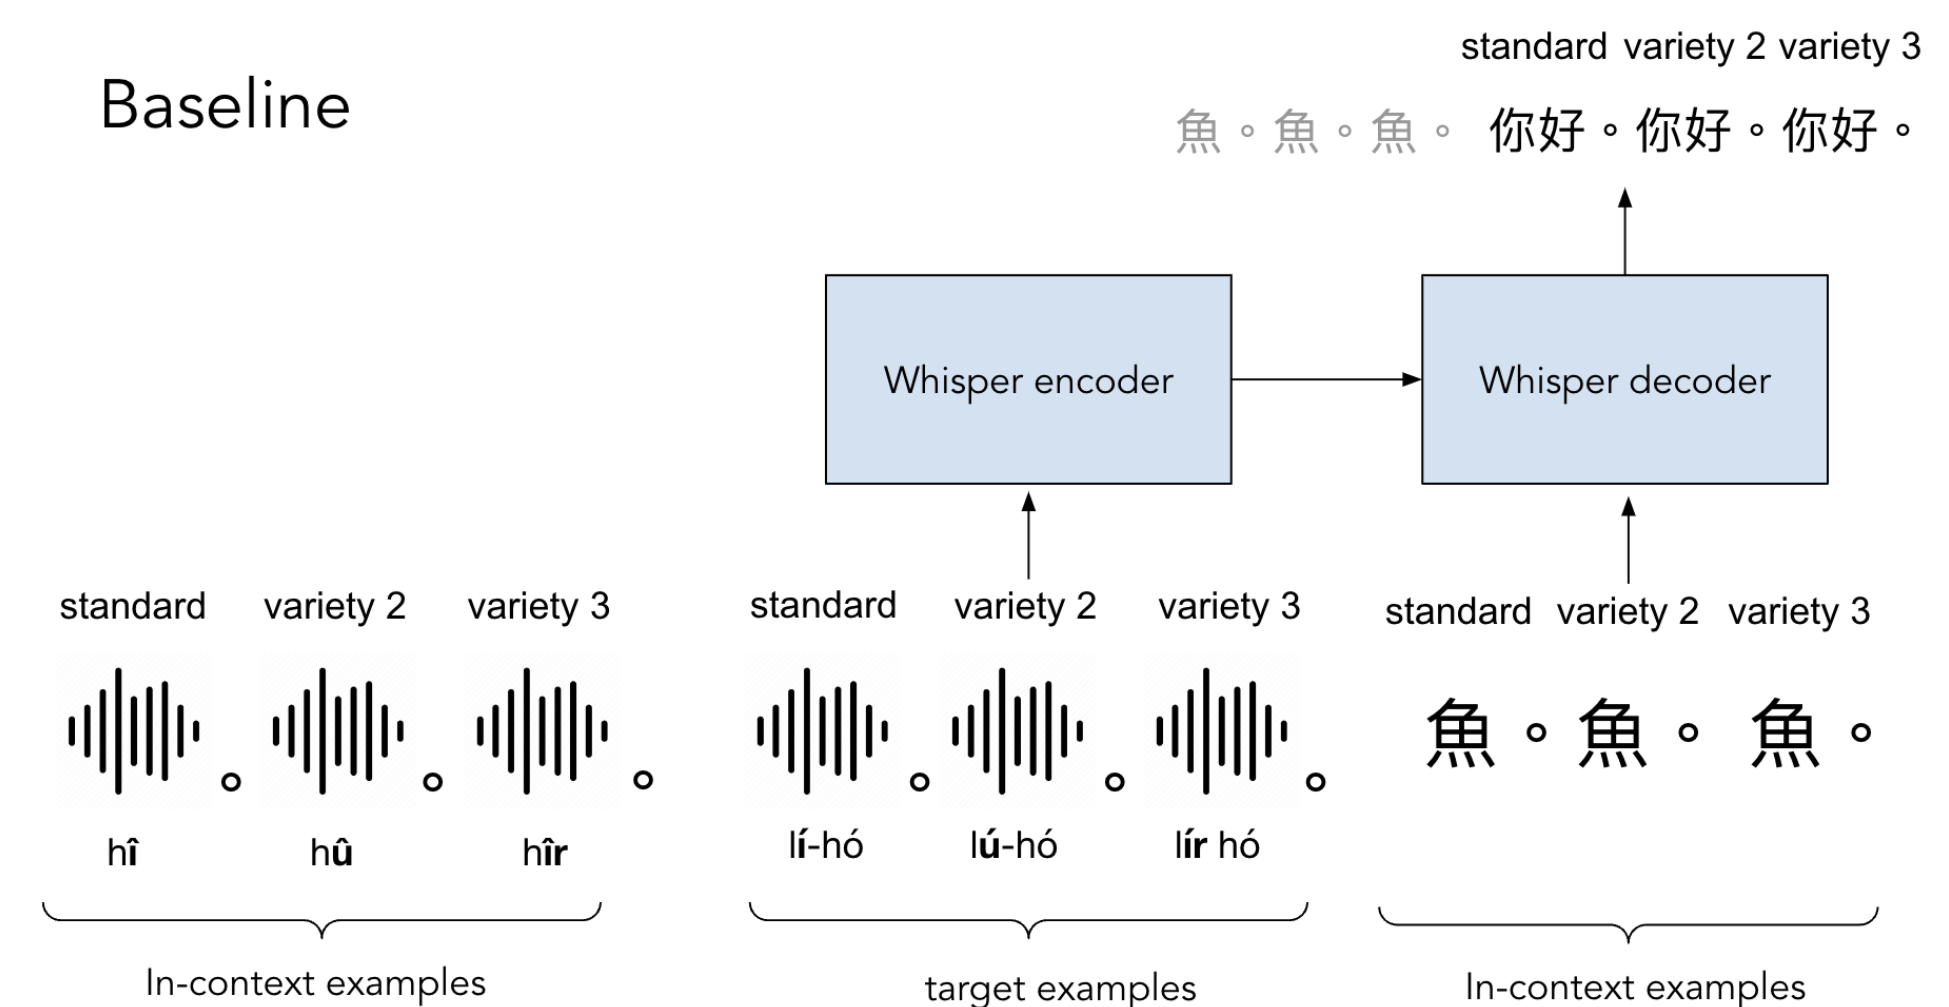 Baseline
standard variety 2 variety 3
魚。魚。魚。 你好。你好。你好。
Whisper encoder
Whisper decoder
standard variety 2 variety 3
standard variety 2 variety 3
standard variety 2 variety 3
。 。 。
。 。 。
魚。魚。 魚。
hî hû hîr
lí-hó lú-hó lír hó
In-context examples
target examples
In-context examples